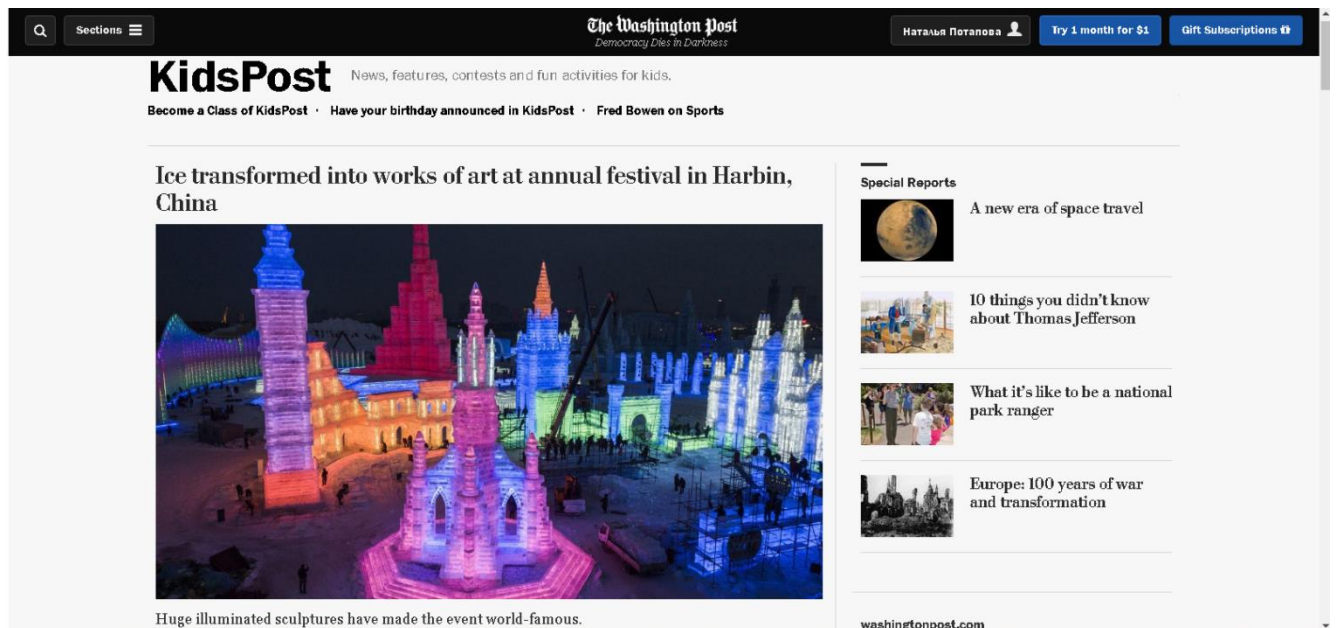 Sections
The Washington Post
Democracy Dies in Darkness
Наталья Потапова
Try 1 month for $1
Gift Subscriptions
KidsPost
News, features, contests and fun activities for kids.
Become a Class of KidsPost · Have your birthday announced in KidsPost · Fred Bowen on Sports
Ice transformed into works of art at annual festival in Harbin,
China
Huge illuminated sculptures have made the event world-famous.
Special Reports
A new era of space travel
10 things you didn't know
about Thomas Jefferson
What it's like to be a national
park ranger
Europe: 100 years of war
and transformation
washingtonpost.com